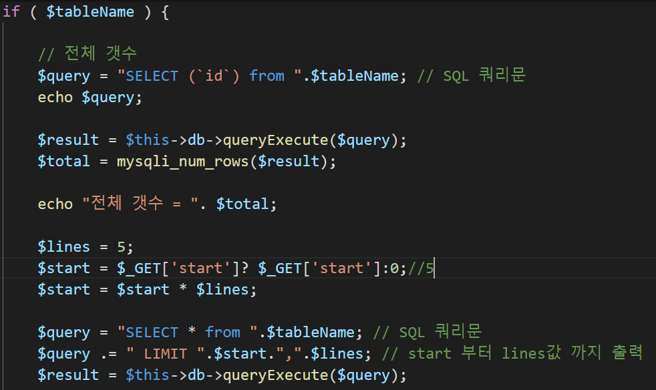 if ( $tableName ) {
// 전체 갯수
$query = "SELECT (`id`) from ".$tableName; // SQL 쿼리문
echo $query;
$result = $this->db->queryExecute($query);
$total = mysqli_num_rows($result);
echo "전체 갯수 = ". $total;
$lines = 5;
$start = $_GET['start']? $_GET['start']:0;//5
$start = $start * $lines;
$query = "SELECT * from ".$tableName; // SQL 쿼리문
$query .= " LIMIT ".$start.",".$lines; // start 부터 lines값 까지 출력
$result = $this->db->queryExecute($query);